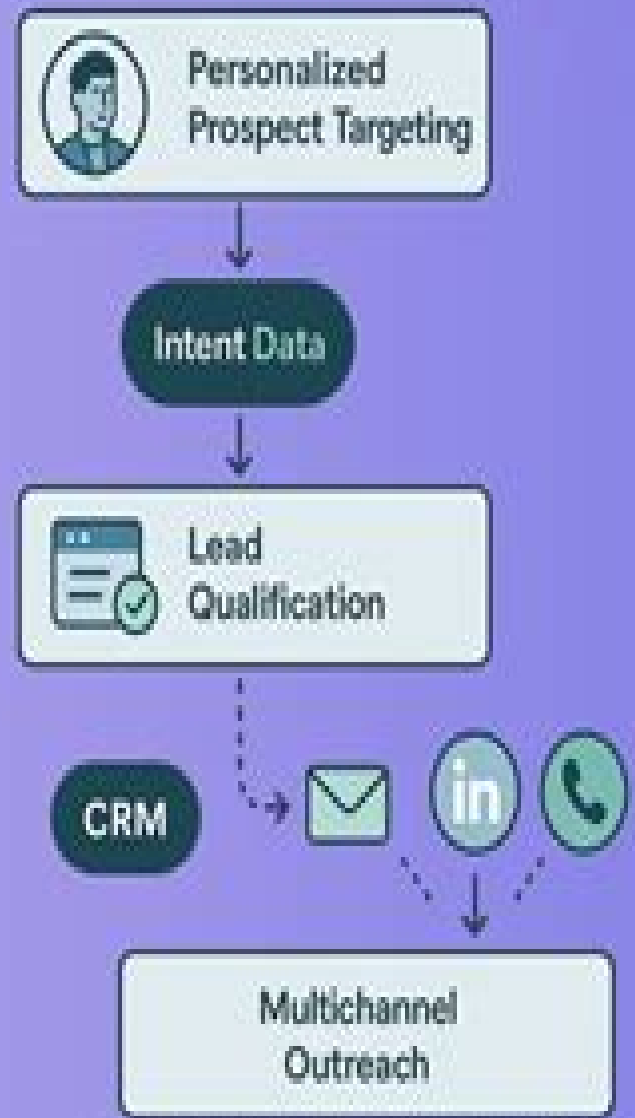 Personalized
Prospect Targeting
Intent Data
Lead
Qualification
CRM
in
Multichannel
Outreach